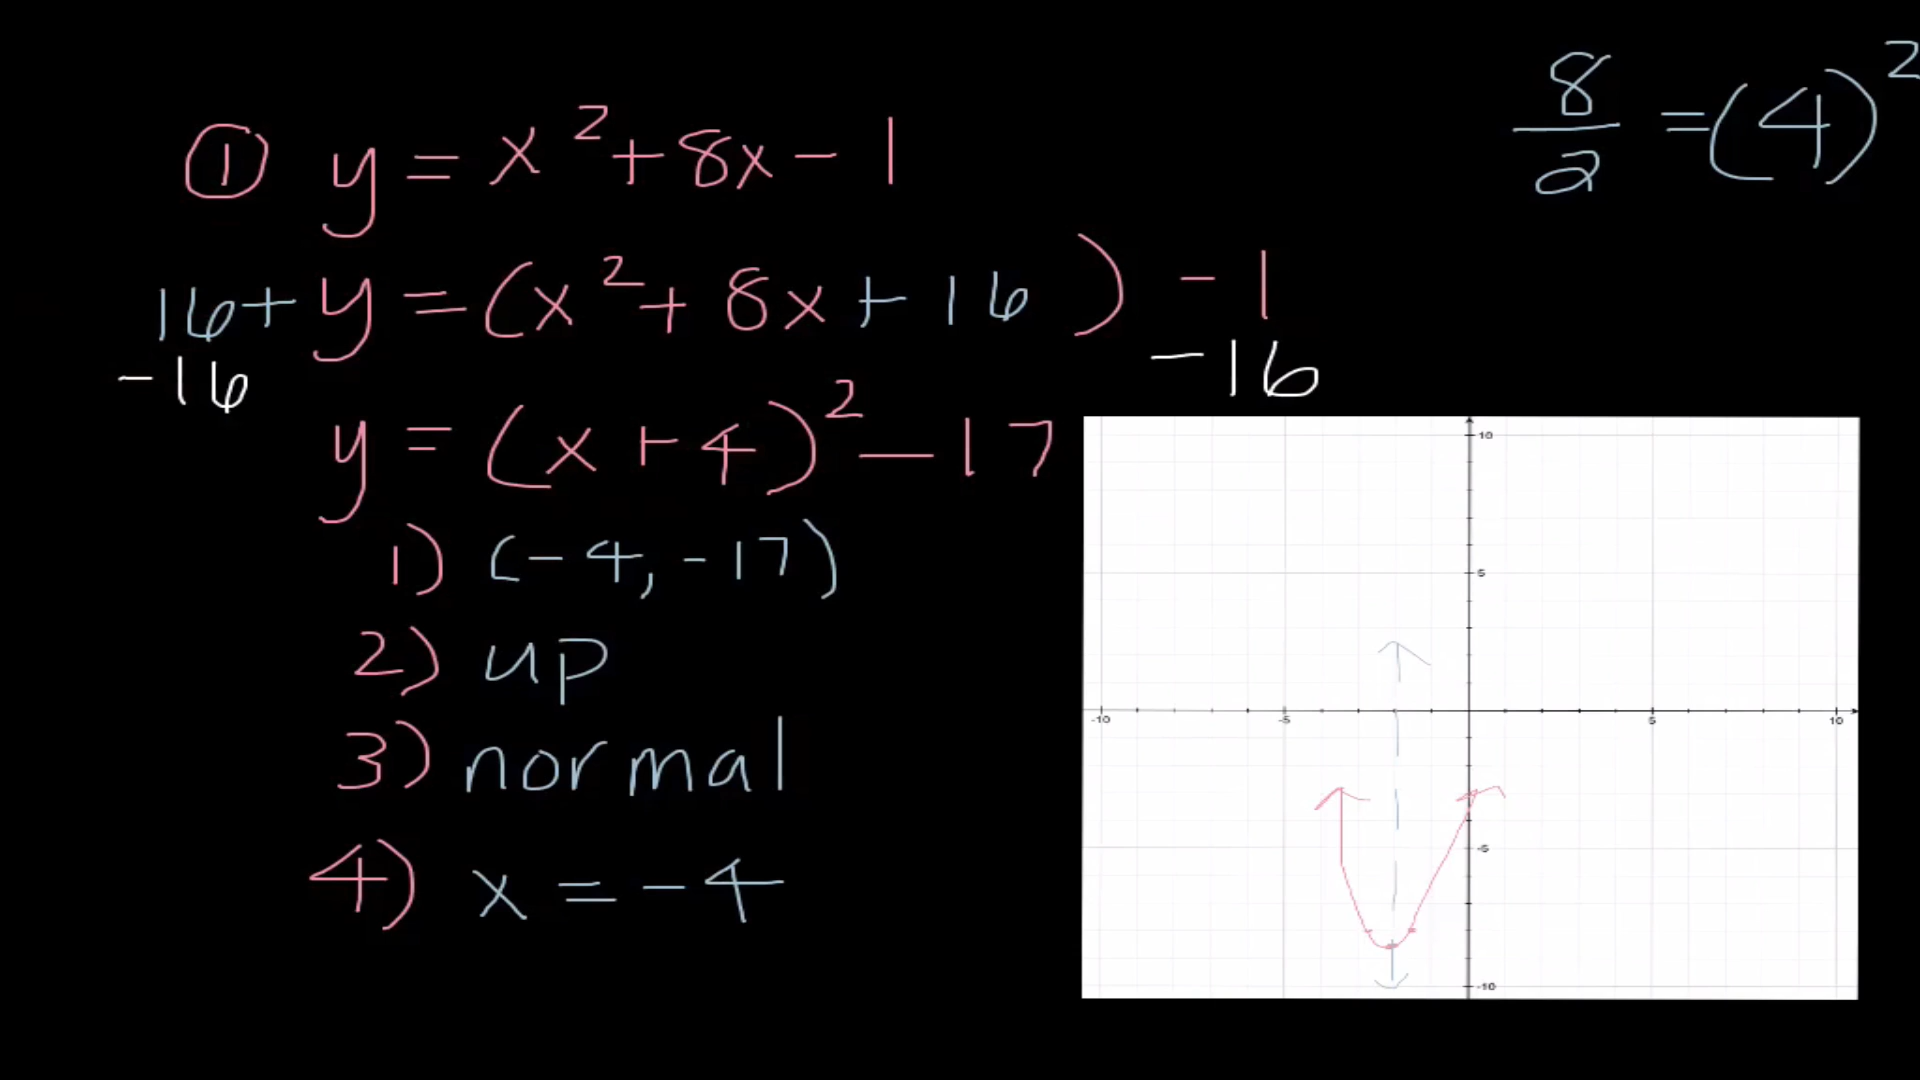 ① y = x² + 8x - 1
8/2 = (4)²
16 + y = (x² + 8x + 16) - 1
-16 -16
y = (x + 4)² - 17
1) (-4, -17)
2) up
3) normal
4) x = -4
10
5
-10 -5 5 10
-5
-10